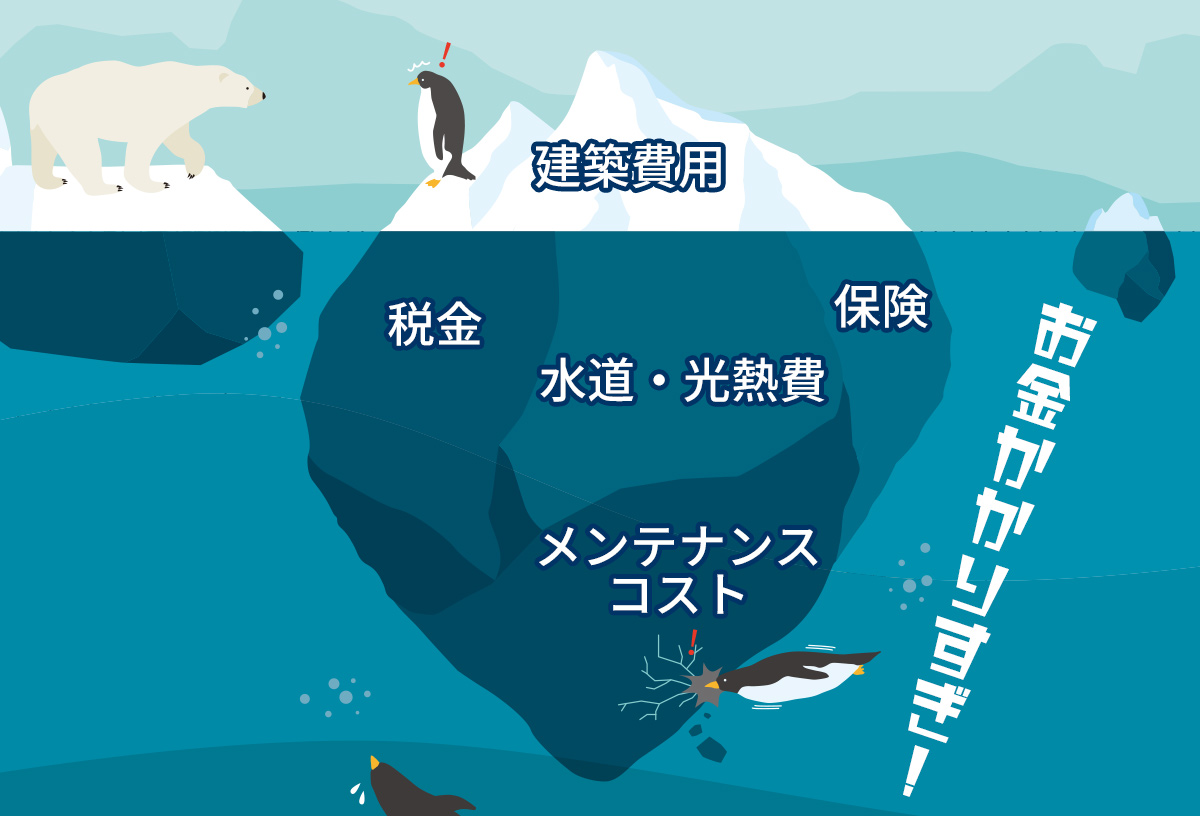 建築費用
税金
保険
水道・光熱費
メンテナンス
コスト
お金かかりすぎ!